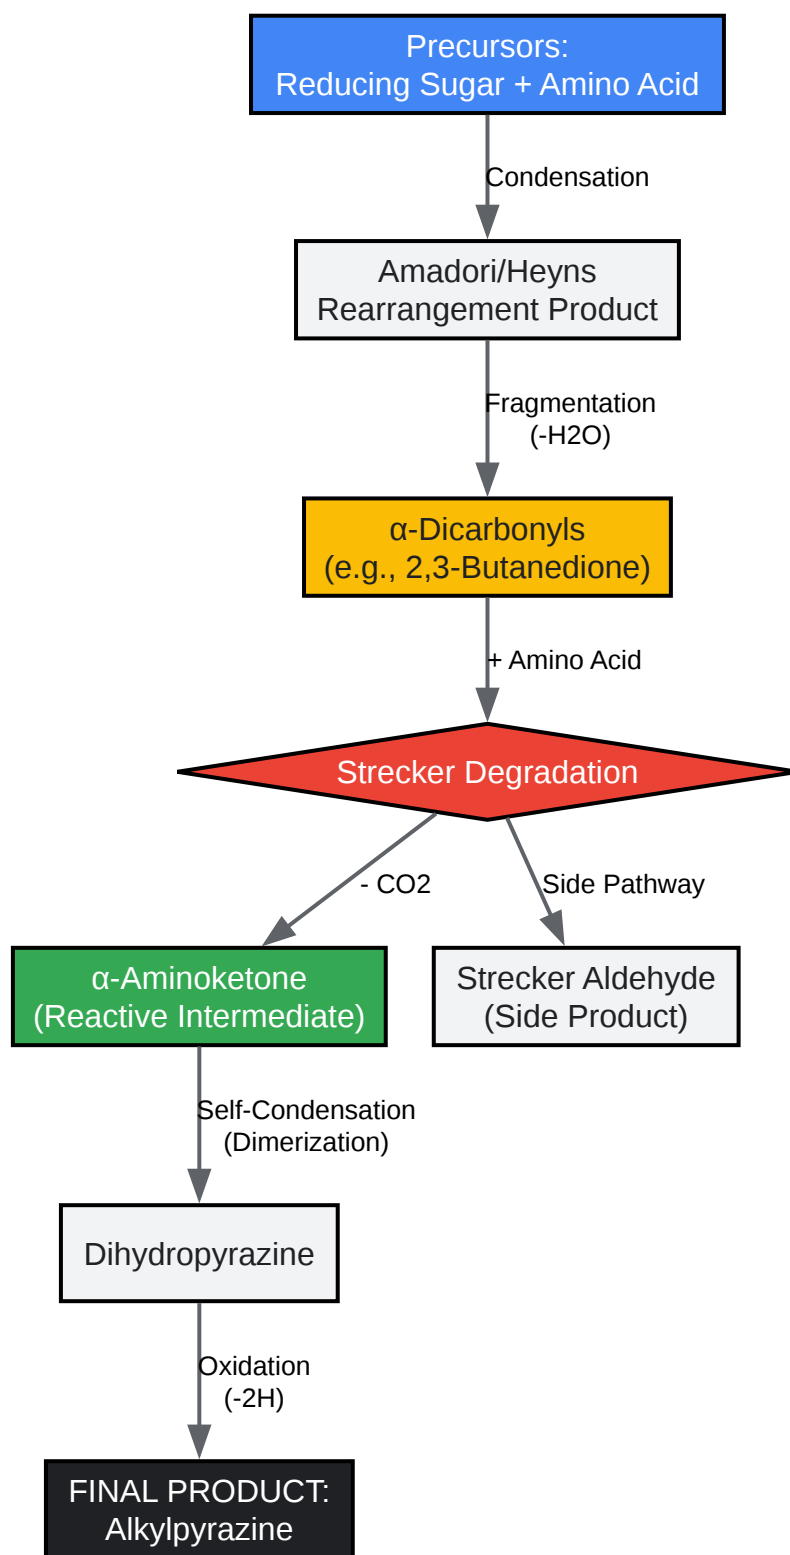 Precursors:
Reducing Sugar + Amino Acid
Condensation
Amadori/Heyns
Rearrangement Product
Fragmentation
(-H2O)
α-Dicarbonyls
(e.g., 2,3-Butanedione)
+ Amino Acid
Strecker Degradation
- CO2
Side Pathway
α-Aminoketone
(Reactive Intermediate)
Strecker Aldehyde
(Side Product)
Self-Condensation
(Dimerization)
Dihydropyrazine
Oxidation
(-2H)
FINAL PRODUCT:
Alkylpyrazine